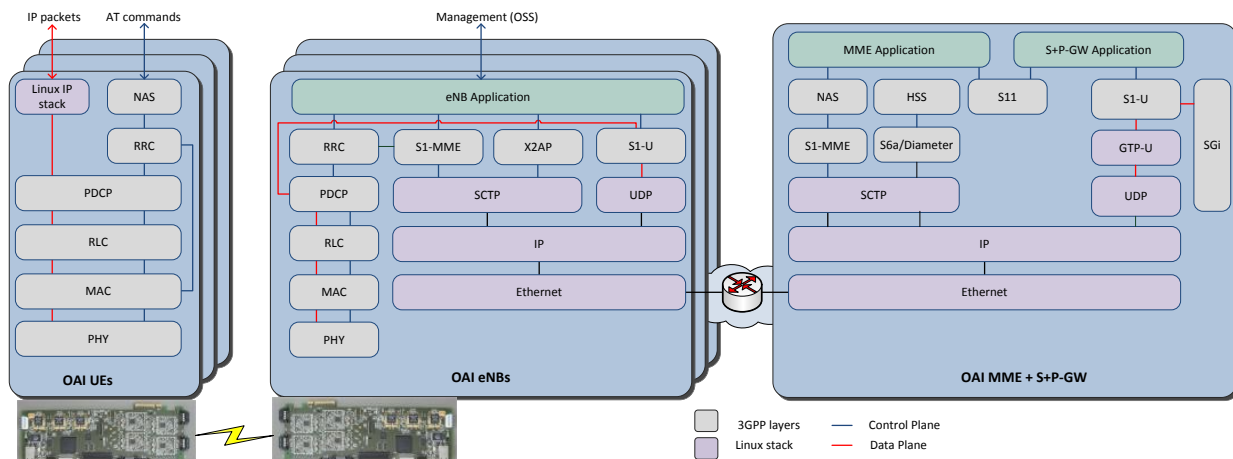 IP packets
AT commands
Management (OSS)
Linux IP
stack
NAS
RRC
PDCP
RLC
MAC
PHY
OAI UEs
eNB Application
RRC
S1-MME
X2AP
S1-U
PDCP
SCTP
UDP
RLC
IP
MAC
Ethernet
PHY
OAI eNBs
MME Application
S+P-GW Application
NAS
HSS
S11
S1-U
S1-MME
S6a/Diameter
GTP-U
SGi
SCTP
UDP
IP
Ethernet
OAI MME + S+P-GW
3GPP layers
Control Plane
Linux stack
Data Plane